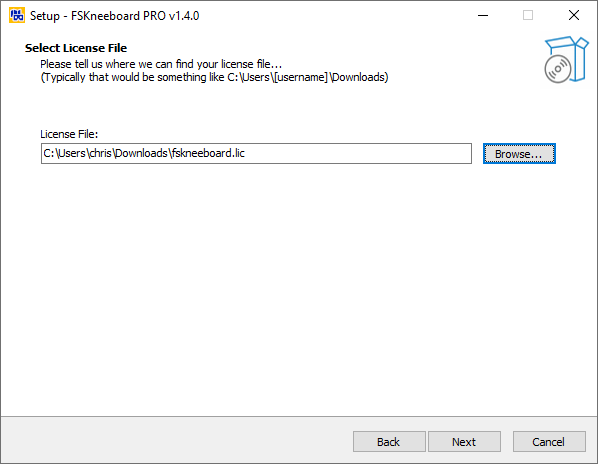 Setup - FSKneeboard PRO v1.4.0
Select License File
Please tell us where we can find your license file...
(Typically that would be something like C:\Users\[username]\Downloads)
License File:
C:\Users\chris\Downloads\fskneeboard.lic
Browse...
Back
Next
Cancel